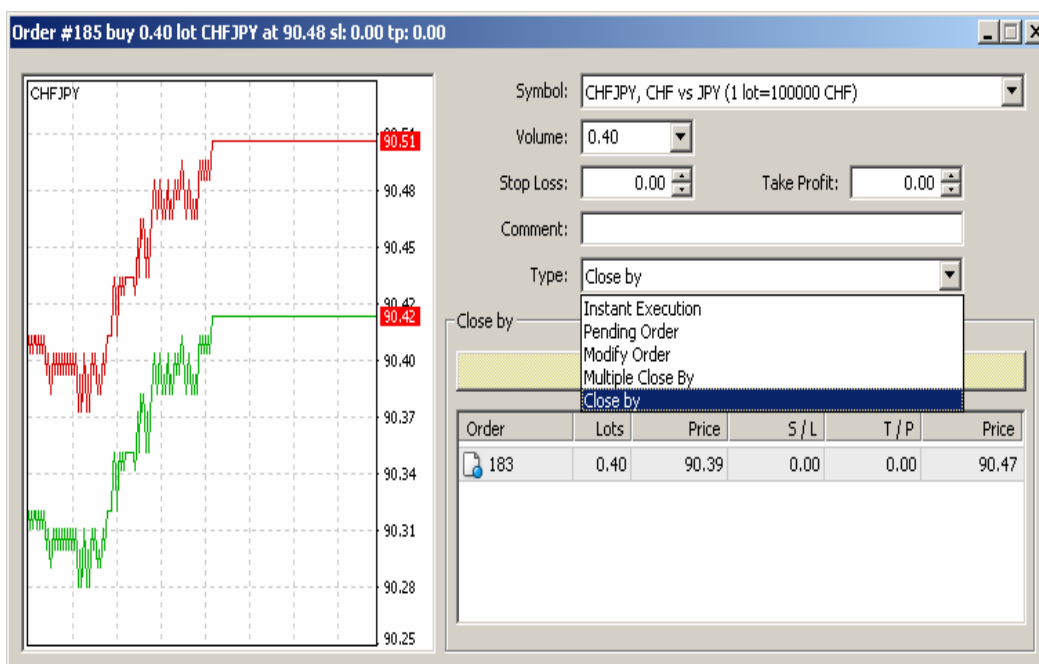 Order #185 buy 0.40 lot CHFJPY at 90.48 sl: 0.00 tp: 0.00
CHFJPY
90.51
90.48
90.45
90.42
90.42
90.40
90.37
90.34
90.31
90.28
90.25
Symbol: CHFJPY, CHF vs JPY (1 lot=100000 CHF)
Volume: 0.40
Stop Loss: 0.00 Take Profit: 0.00
Comment:
Type: Close by
Instant Execution
Pending Order
Modify Order
Multiple Close By
Close by
Close by
Order Lots Price S / L T / P Price
183 0.40 90.39 0.00 0.00 90.47